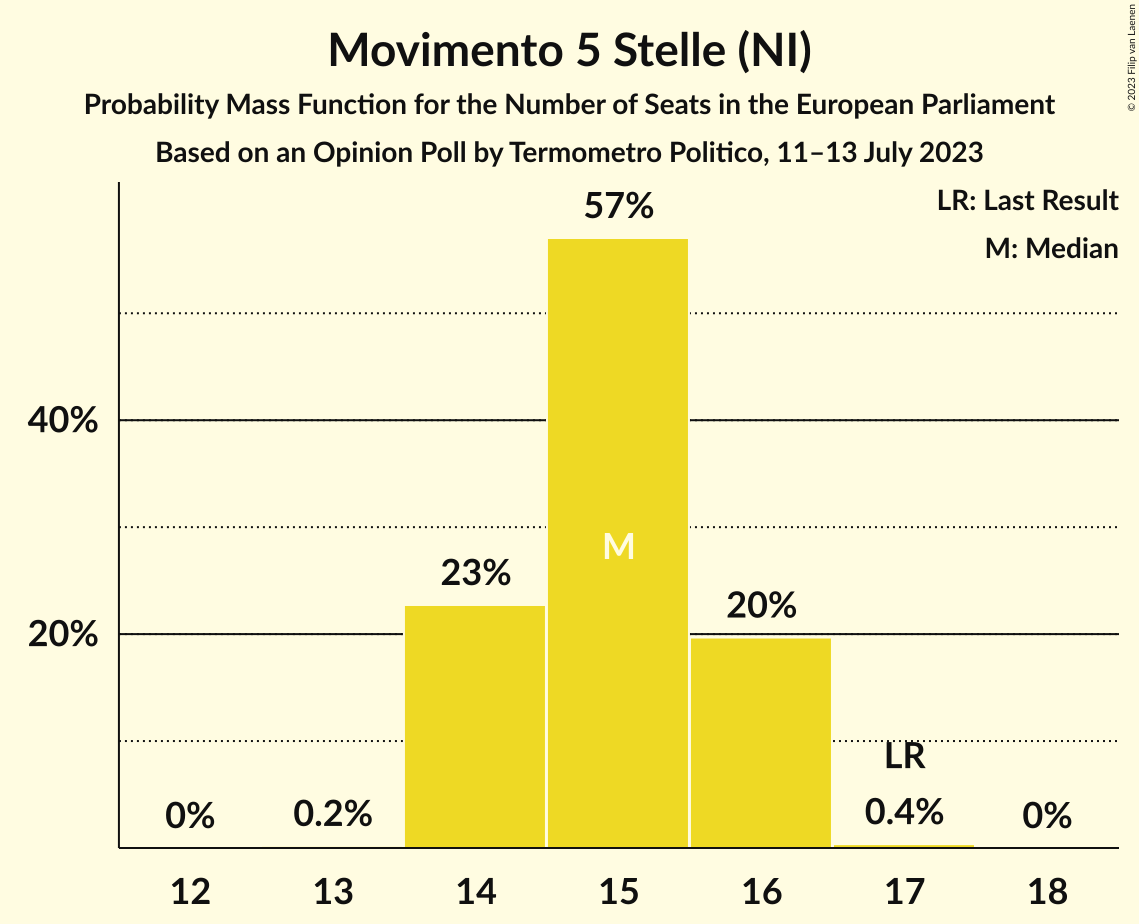 Movimento 5 Stelle (NI)
Probability Mass Function for the Number of Seats in the European Parliament
Based on an Opinion Poll by Termometro Politico, 11–13 July 2023
© 2023 Filip van Laenen
LR: Last Result
M: Median
57%
40%
M
23%
20%
20%
LR
0%
0.2%
0.4%
0%
12 13 14 15 16 17 18